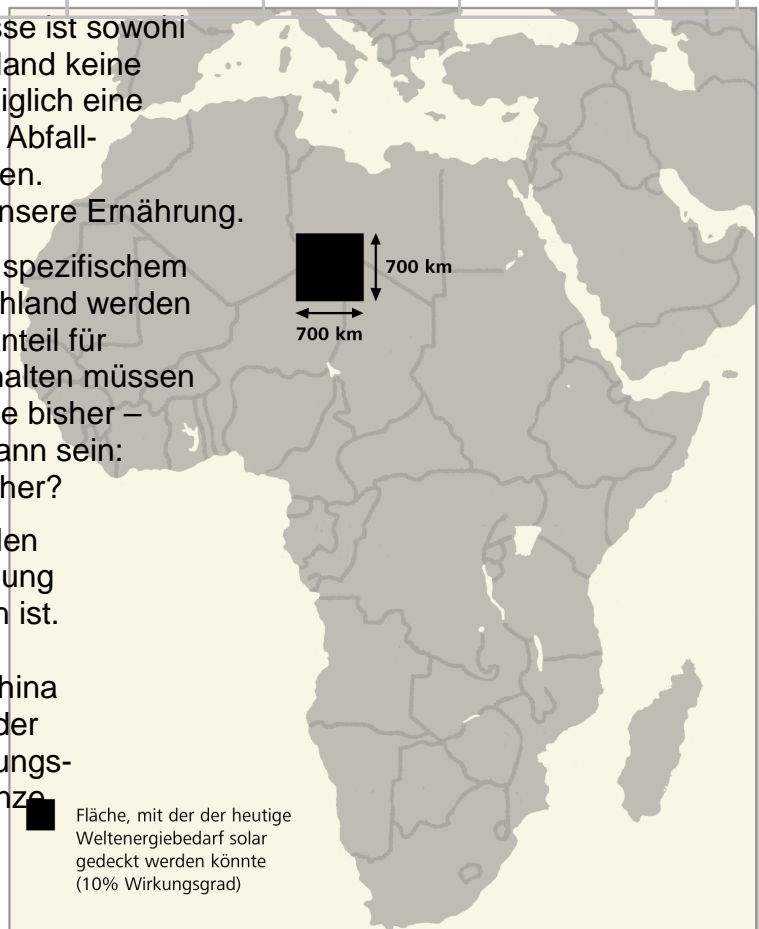 sse ist sowohl
land keine
iglich eine
Abfall-
en.
nsere Ernährung.
spezifischem
hland werden
nteil für
halten müssen
e bisher –
ann sein:
her?
den
ung
n ist.
hina
der
ungs-
nze
700 km
700 km
Fläche, mit der der heutige
Weltenergiebedarf solar
gedeckt werden könnte
(10% Wirkungsgrad)